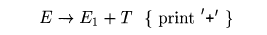 E → E₁ + T { print '+' }